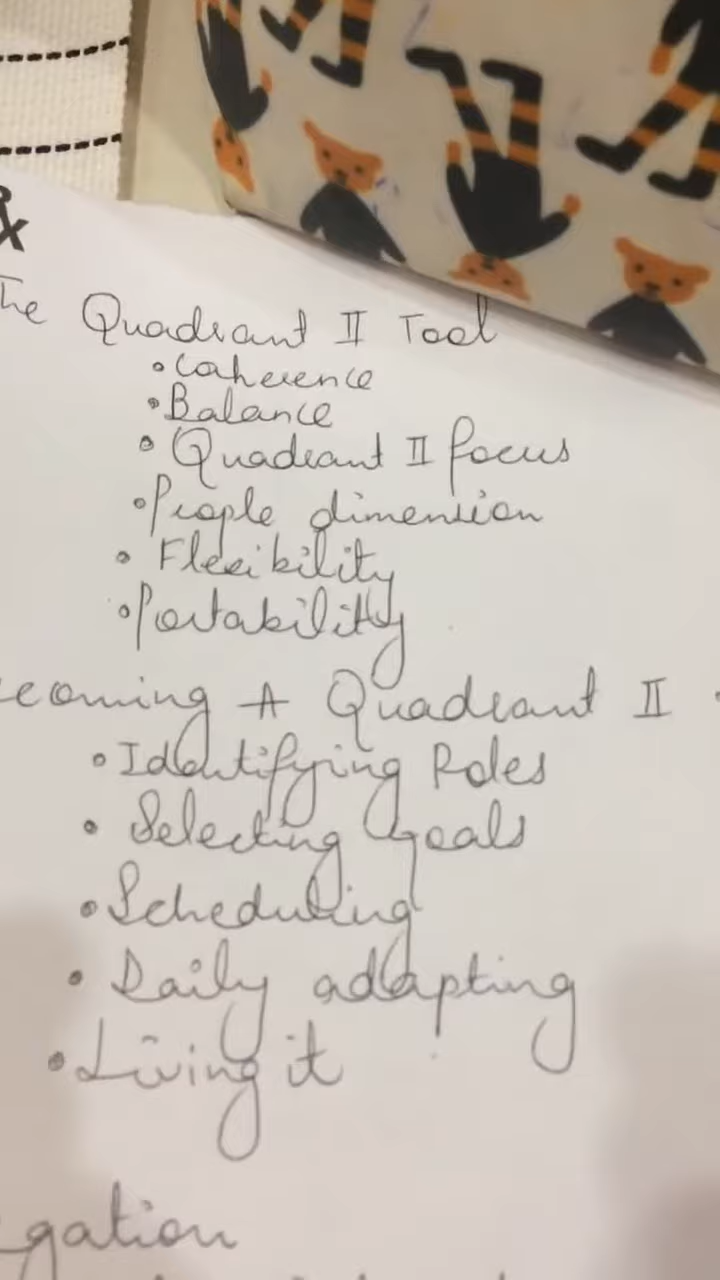 The Quadrant II Tool
• Coherence
• Balance
• Quadrant II focus
• People dimension
• Flexibility
• Portability
ecoming A Quadrant II
• Identifying Roles
• Selecting goals
• Scheduling
• Daily adapting
• Living it
gation